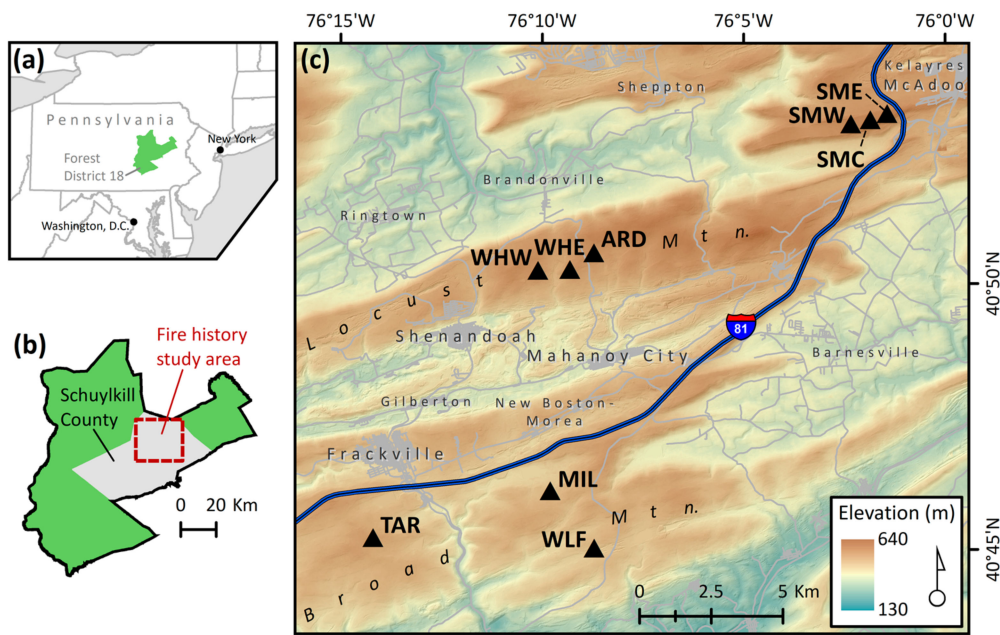 (a)
Pennsylvania
New York
Forest
District 18
Washington, D.C.
(b)
Fire history
study area
Schuylkill
County
0 20 Km
76°15'W 76°10'W 76°5'W 76°0'W
(c)
Kelayres
McAdoo
Sheppton
SME
SMW
SMC
Brandonville
Ringtown
WHW WHE ARD
Locust Mtn.
40°50'N
Shenandoah
81
Mahanoy City
Barnesville
Gilberton
New Boston-
Morea
Frackville
MIL
TAR
WLF
Broad Mtn.
40°45'N
Elevation (m)
640
130
0 2.5 5 Km